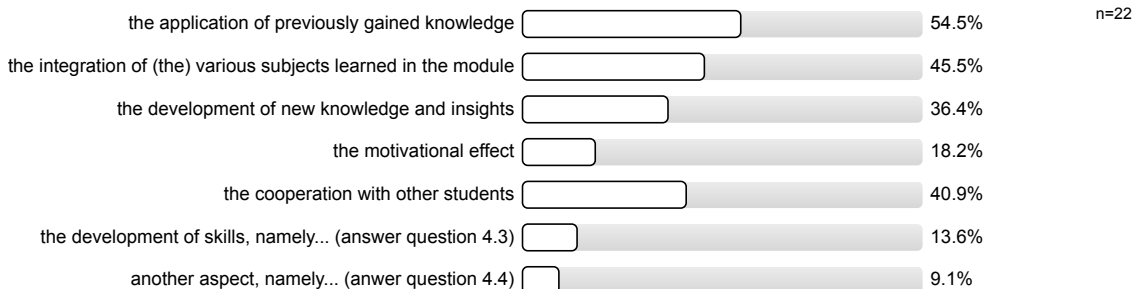 the application of previously gained knowledge 54.5% n=22
the integration of (the) various subjects learned in the module 45.5%
the development of new knowledge and insights 36.4%
the motivational effect 18.2%
the cooperation with other students 40.9%
the development of skills, namely... (answer question 4.3) 13.6%
another aspect, namely... (anwer question 4.4) 9.1%